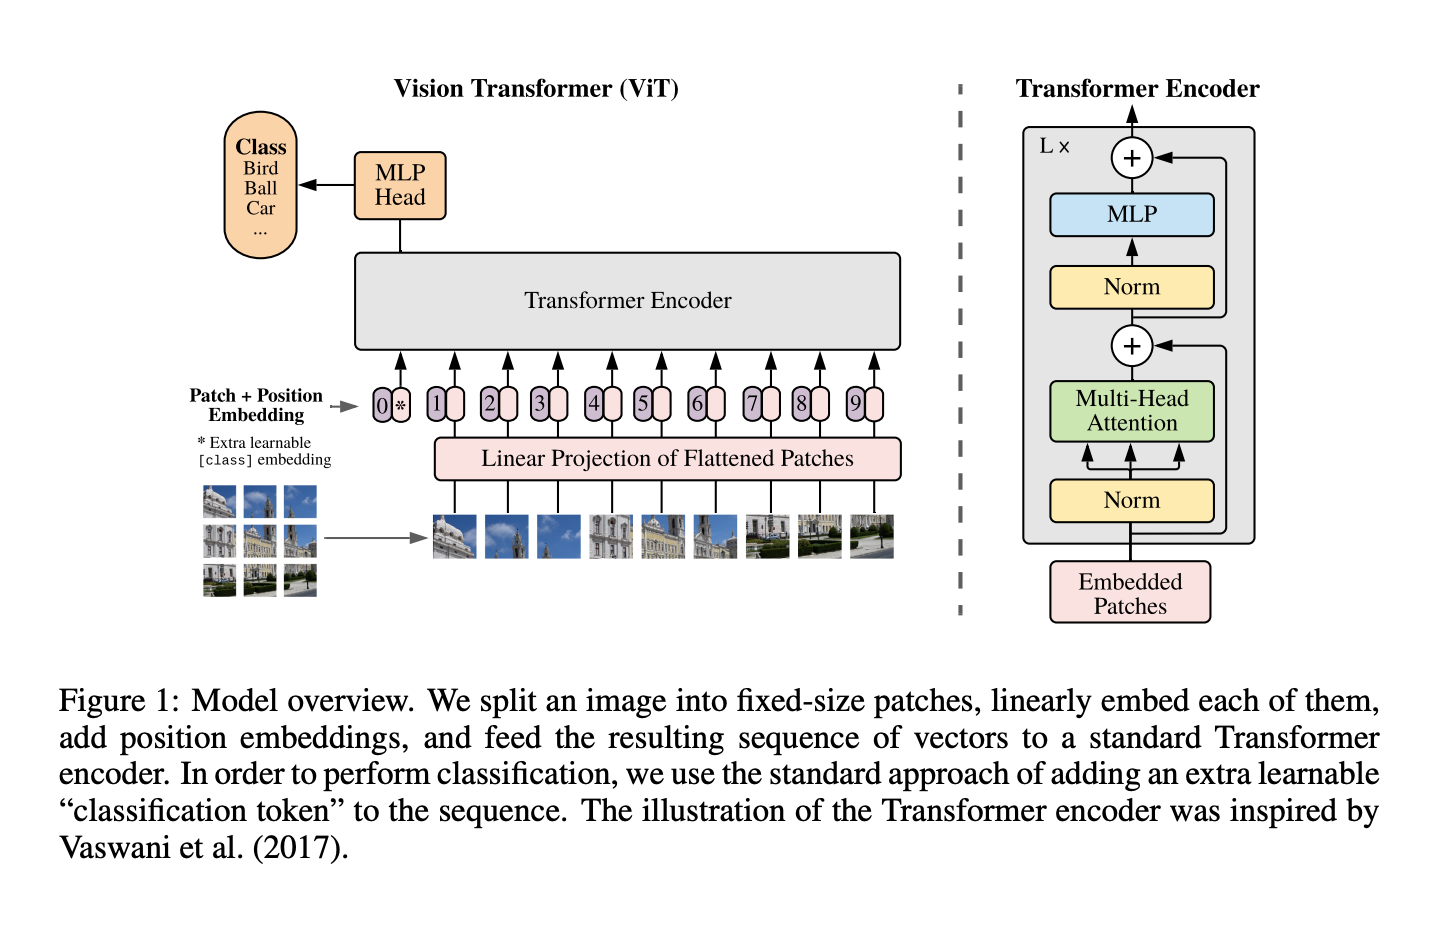 Vision Transformer (ViT)
Class
Bird
Ball
Car
...
MLP
Head
Transformer Encoder
Patch + Position
Embedding
* Extra learnable
[class] embedding
0 * 1 2 3 4 5 6 7 8 9
Linear Projection of Flattened Patches
Transformer Encoder
L x
+
MLP
Norm
+
Multi-Head
Attention
Norm
Embedded
Patches
Figure 1: Model overview. We split an image into fixed-size patches, linearly embed each of them,
add position embeddings, and feed the resulting sequence of vectors to a standard Transformer
encoder. In order to perform classification, we use the standard approach of adding an extra learnable
“classification token” to the sequence. The illustration of the Transformer encoder was inspired by
Vaswani et al. (2017).